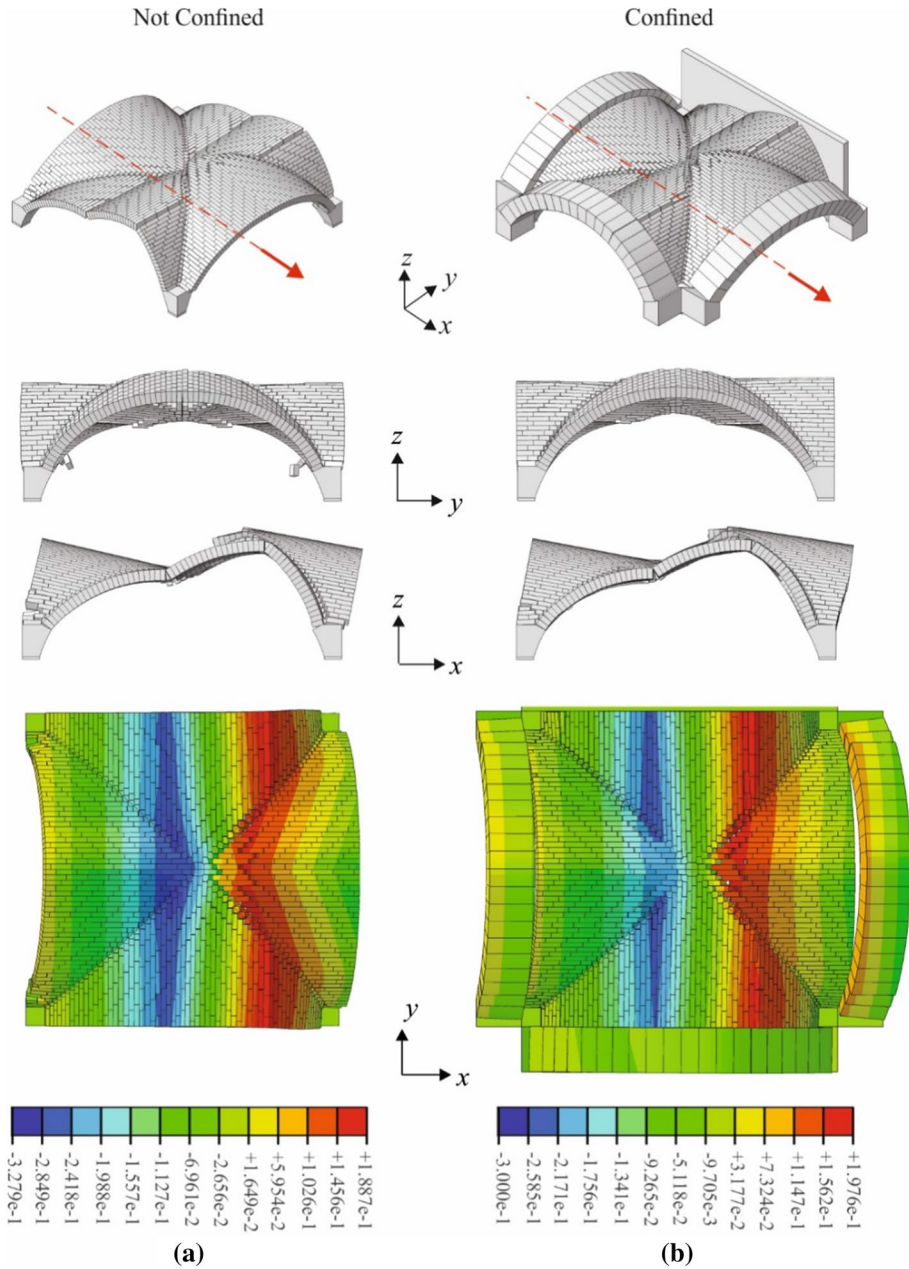 Not Confined
Confined
z
y
x
z
y
z
x
y
x
-3.279e-1
-2.849e-1
-2.418e-1
-1.988e-1
-1.557e-1
-1.127e-1
-6.961e-2
-2.656e-2
+1.649e-2
+5.954e-2
+1.026e-1
+1.456e-1
+1.887e-1
-3.000e-1
-2.585e-1
-2.171e-1
-1.756e-1
-1.341e-1
-9.265e-2
-5.118e-2
-9.705e-3
+3.177e-2
+7.324e-2
+1.147e-1
+1.562e-1
+1.976e-1
(a)
(b)